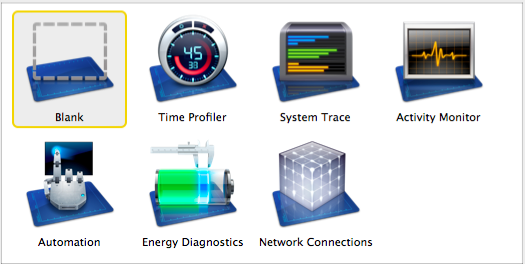 45
30
Blank
Time Profiler
System Trace
Activity Monitor
Automation
Energy Diagnostics
Network Connections